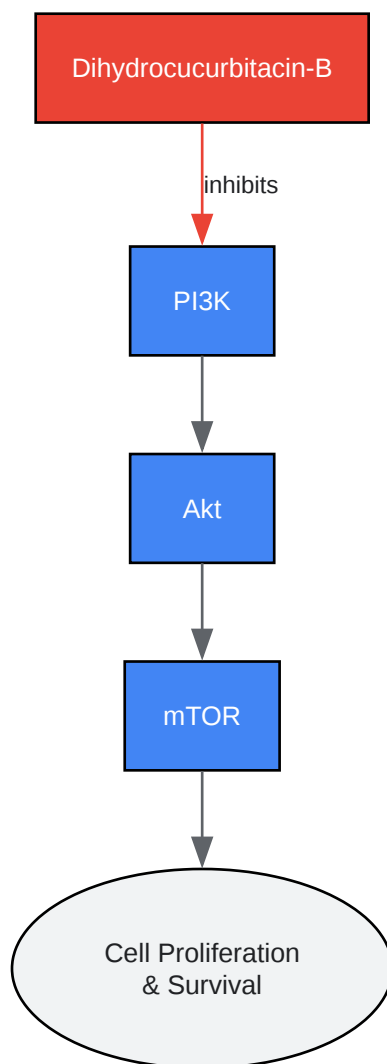 Dihydrocucurbitacin-B
inhibits
PI3K
Akt
mTOR
Cell Proliferation
& Survival